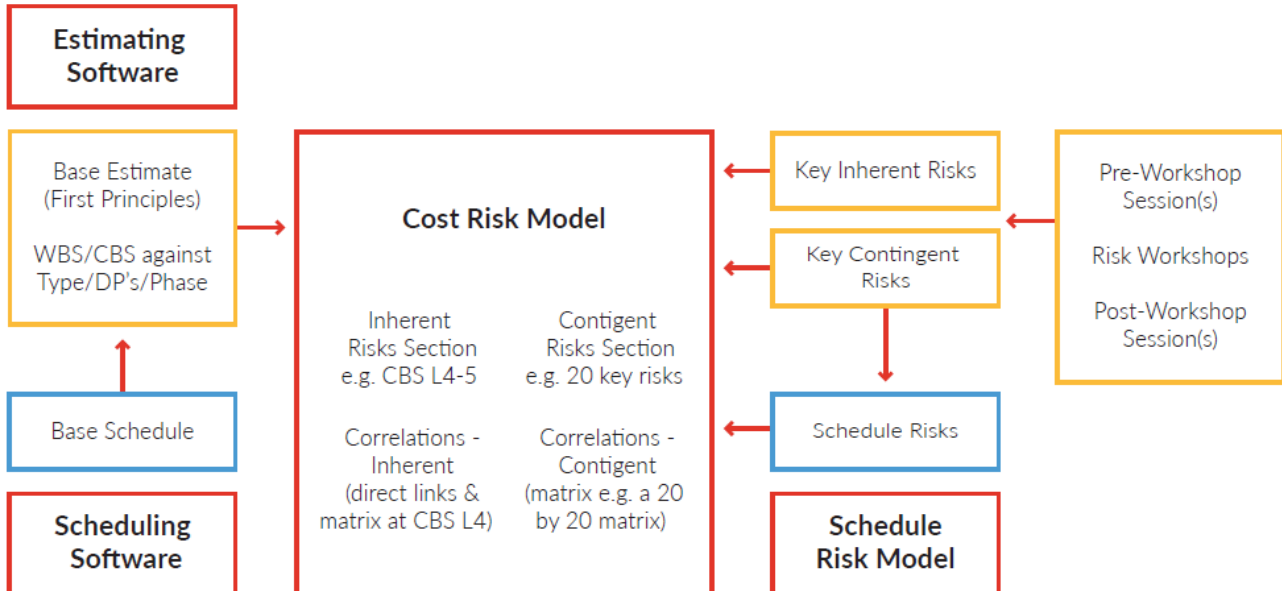 Estimating
Software
Base Estimate
(First Principles)
WBS/CBS against
Type/DP's/Phase
Base Schedule
Scheduling
Software
Cost Risk Model
Inherent
Risks Section
e.g. CBS L4-5
Contigent
Risks Section
e.g. 20 key risks
Correlations -
Inherent
(direct links &
matrix at CBS L4)
Correlations -
Contigent
(matrix e.g. a 20
by 20 matrix)
Key Inherent Risks
Key Contingent
Risks
Schedule Risks
Schedule
Risk Model
Pre-Workshop
Session(s)
Risk Workshops
Post-Workshop
Session(s)